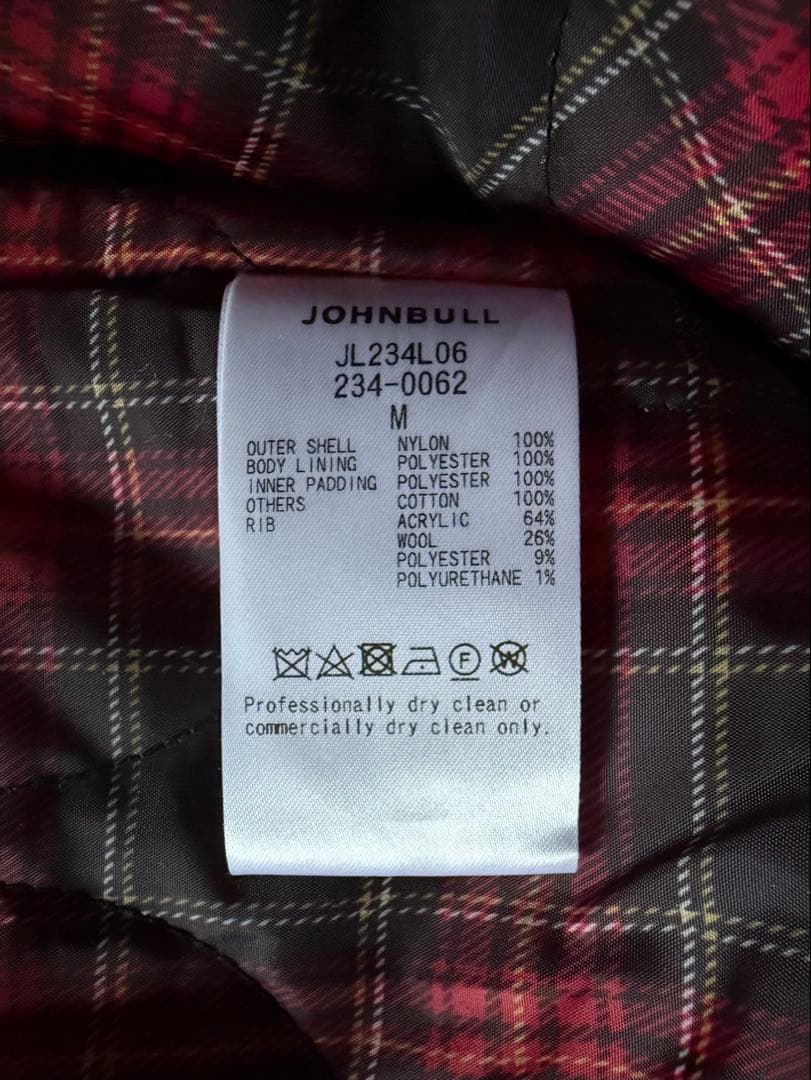 JOHNBULL
JL234L06
234-0062
M
OUTER SHELL NYLON 100%
BODY LINING POLYESTER 100%
INNER PADDING POLYESTER 100%
OTHERS COTTON 100%
RIB ACRYLIC 64%
WOOL 26%
POLYESTER 9%
POLYURETHANE 1%
F W
Professionally dry clean or
commercially dry clean only.